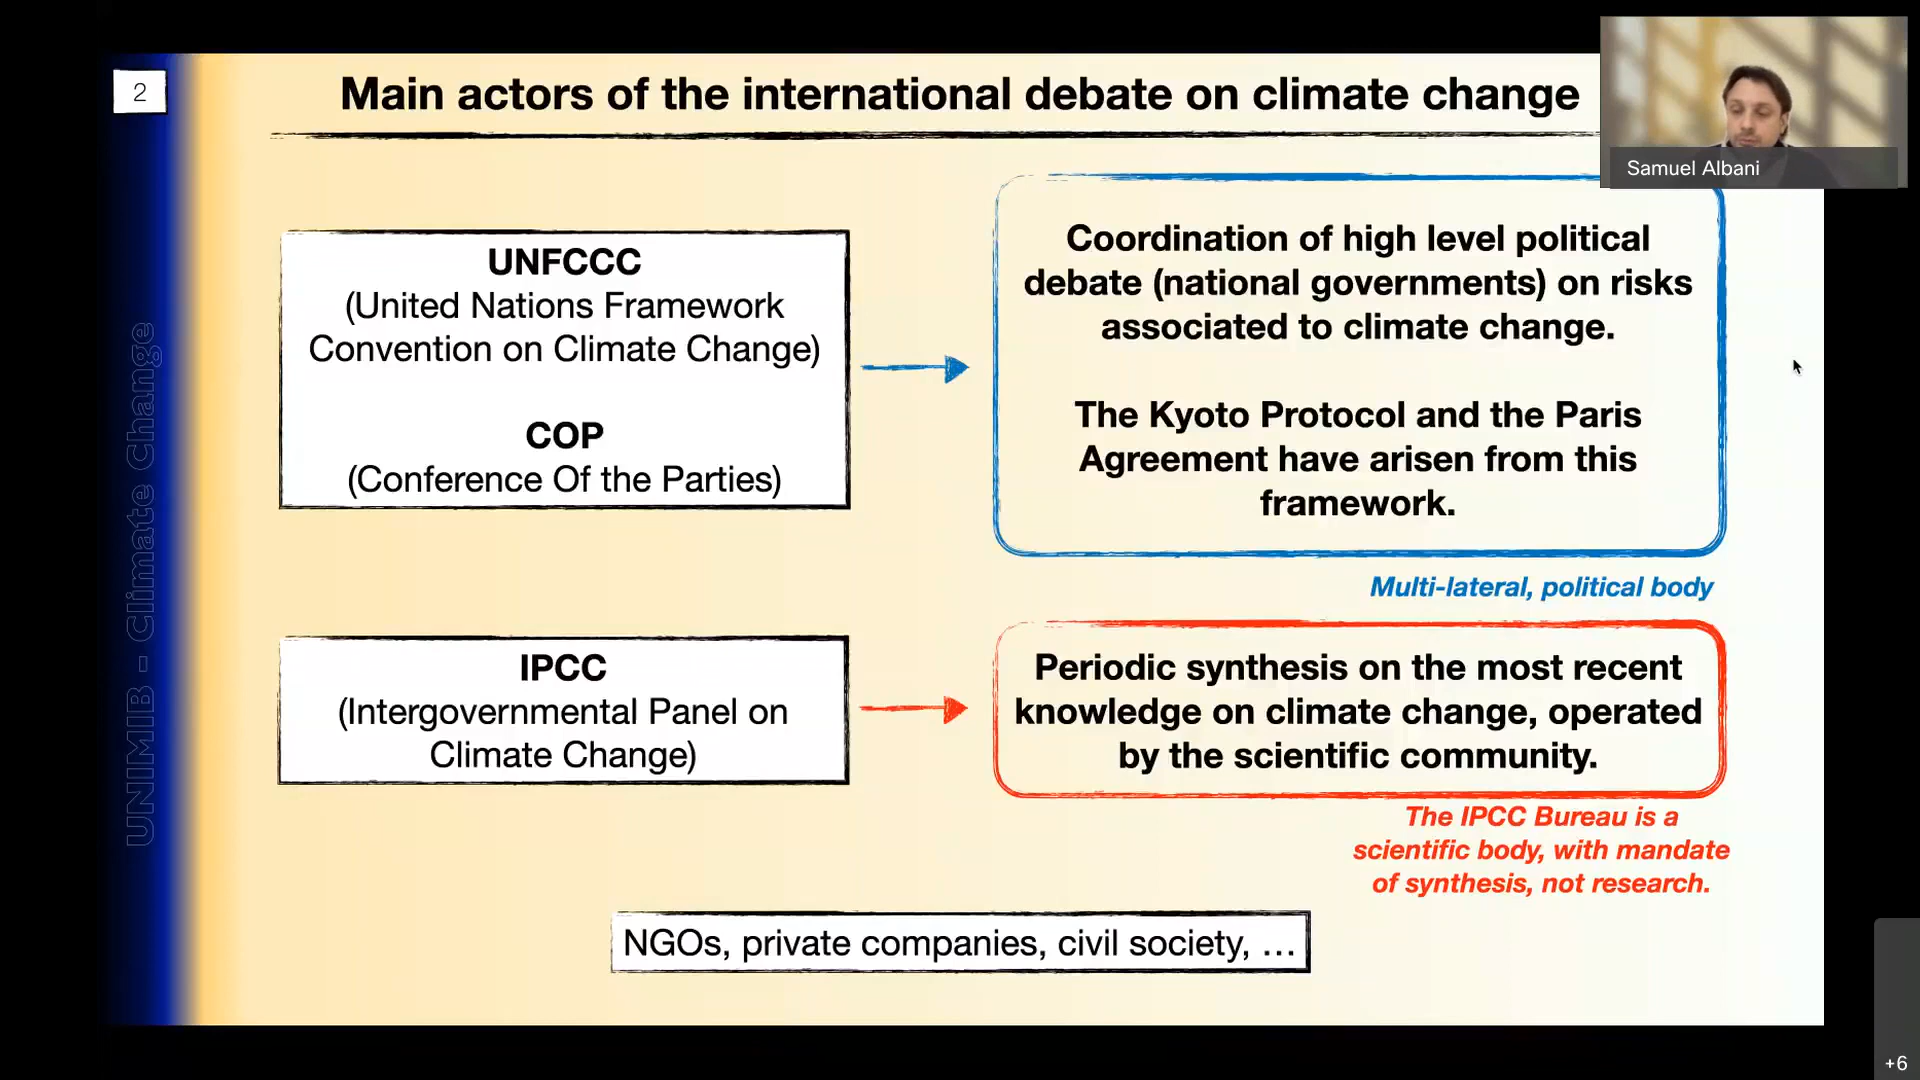 2
Main actors of the international debate on climate change
Samuel Albani
UNFCCC
(United Nations Framework
Convention on Climate Change)
COP
(Conference Of the Parties)
Coordination of high level political
debate (national governments) on risks
associated to climate change.
The Kyoto Protocol and the Paris
Agreement have arisen from this
framework.
Multi-lateral, political body
IPCC
(Intergovernmental Panel on
Climate Change)
Periodic synthesis on the most recent
knowledge on climate change, operated
by the scientific community.
The IPCC Bureau is a
scientific body, with mandate
of synthesis, not research.
NGOs, private companies, civil society, …
UNIMIB - Climate Change
+6